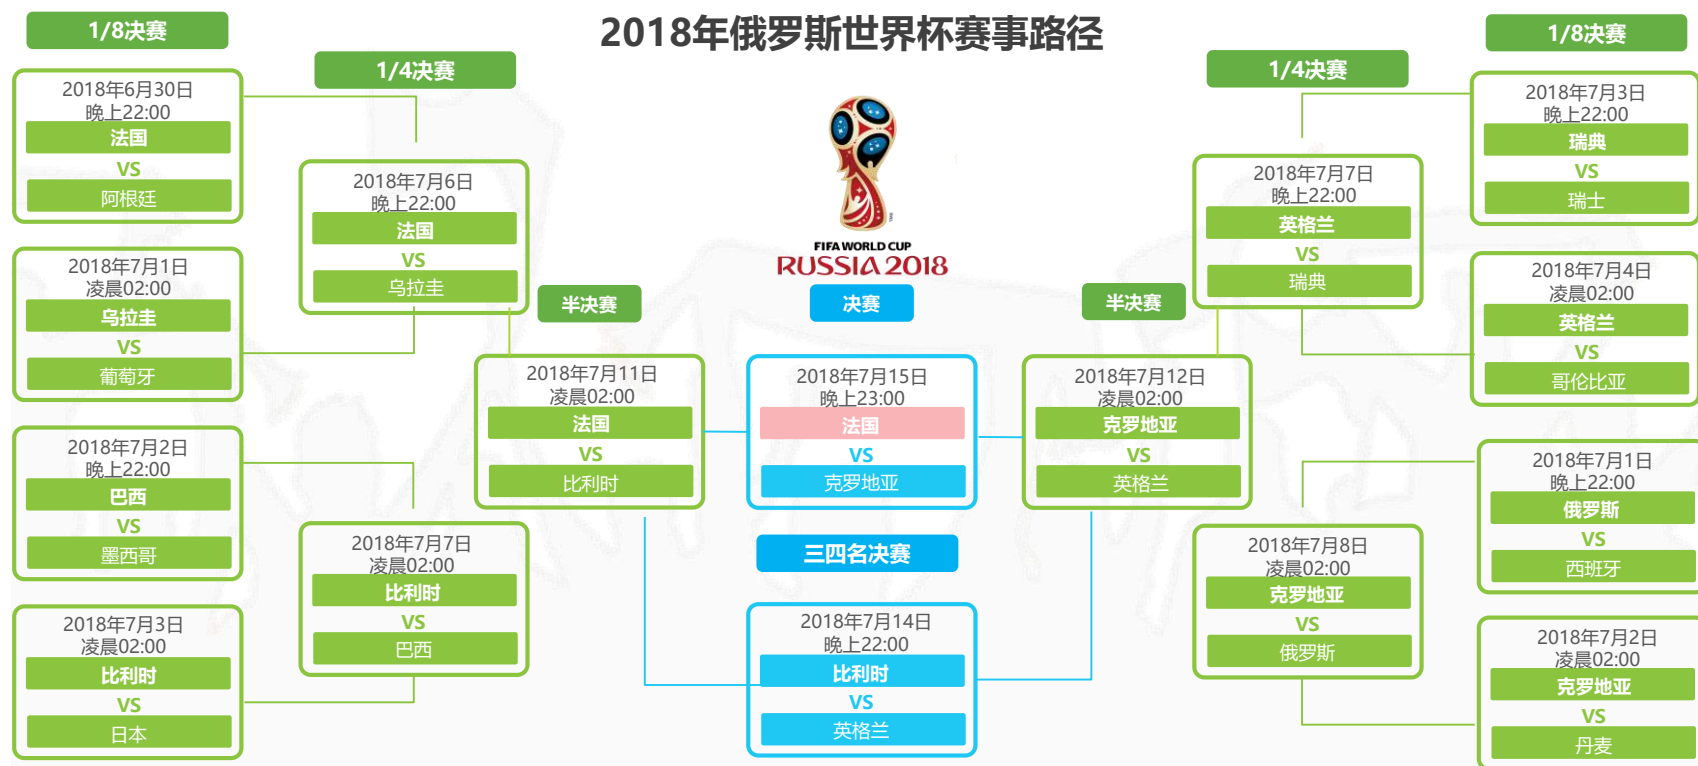 2018年俄罗斯世界杯赛事路径
1/8决赛
2018年6月30日
晚上22:00
法国
VS
阿根廷
2018年7月1日
凌晨02:00
乌拉圭
VS
葡萄牙
2018年7月2日
晚上22:00
巴西
VS
墨西哥
2018年7月3日
凌晨02:00
比利时
VS
日本
1/4决赛
2018年7月6日
晚上22:00
法国
VS
乌拉圭
2018年7月7日
凌晨02:00
比利时
VS
巴西
半决赛
2018年7月11日
凌晨02:00
法国
VS
比利时
FIFA WORLD CUP
RUSSIA 2018
决赛
2018年7月15日
晚上23:00
法国
VS
克罗地亚
三四名决赛
2018年7月14日
晚上22:00
比利时
VS
英格兰
半决赛
2018年7月12日
凌晨02:00
克罗地亚
VS
英格兰
1/4决赛
2018年7月7日
晚上22:00
英格兰
VS
瑞典
2018年7月8日
凌晨02:00
克罗地亚
VS
俄罗斯
1/8决赛
2018年7月3日
晚上22:00
瑞典
VS
瑞士
2018年7月4日
凌晨02:00
英格兰
VS
哥伦比亚
2018年7月1日
晚上22:00
俄罗斯
VS
西班牙
2018年7月2日
凌晨02:00
克罗地亚
VS
丹麦